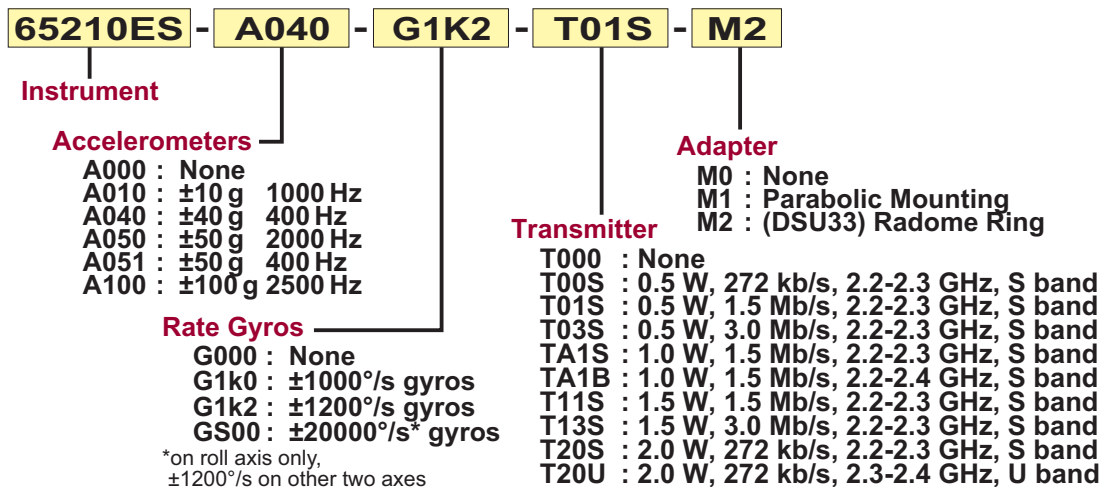 65210ES - A040 - G1K2 - T01S - M2
Instrument
Accelerometers
A000 : None
A010 : ±10 g 1000 Hz
A040 : ±40 g 400 Hz
A050 : ±50 g 2000 Hz
A051 : ±50 g 400 Hz
A100 : ±100 g 2500 Hz
Rate Gyros
G000 : None
G1k0 : ±1000°/s gyros
G1k2 : ±1200°/s gyros
GS00 : ±20000°/s* gyros
*on roll axis only,
±1200°/s on other two axes
Transmitter
T000 : None
T00S : 0.5 W, 272 kb/s, 2.2-2.3 GHz, S band
T01S : 0.5 W, 1.5 Mb/s, 2.2-2.3 GHz, S band
T03S : 0.5 W, 3.0 Mb/s, 2.2-2.3 GHz, S band
TA1S : 1.0 W, 1.5 Mb/s, 2.2-2.3 GHz, S band
TA1B : 1.0 W, 1.5 Mb/s, 2.2-2.4 GHz, S band
T11S : 1.5 W, 1.5 Mb/s, 2.2-2.3 GHz, S band
T13S : 1.5 W, 3.0 Mb/s, 2.2-2.3 GHz, S band
T20S : 2.0 W, 272 kb/s, 2.2-2.3 GHz, S band
T20U : 2.0 W, 272 kb/s, 2.3-2.4 GHz, U band
Adapter
M0 : None
M1 : Parabolic Mounting
M2 : (DSU33) Radome Ring